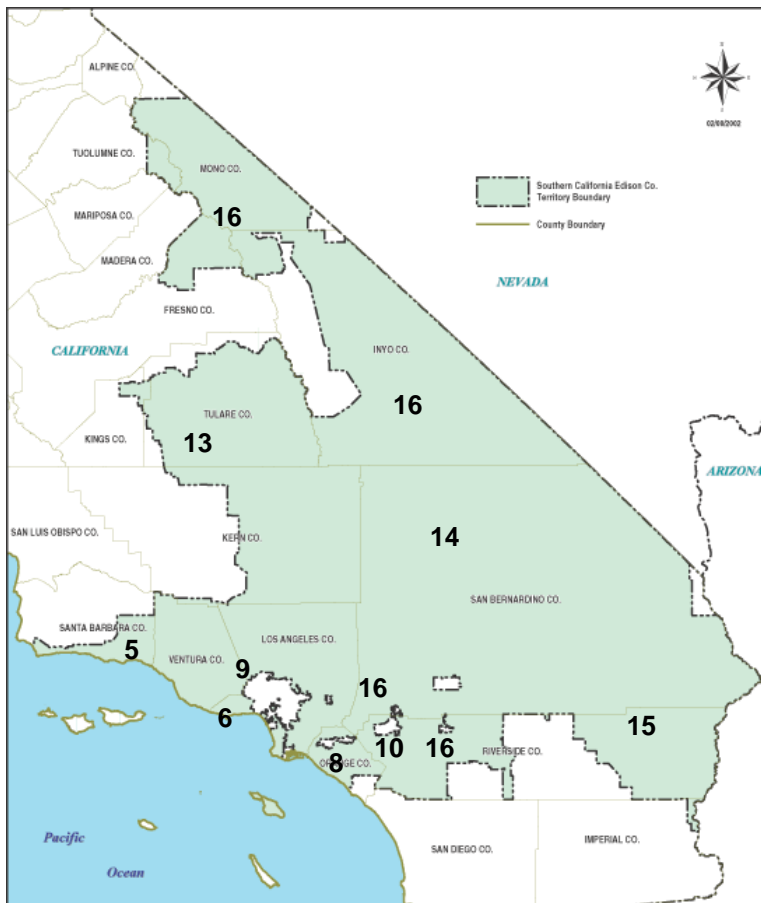 ALPINE CO.
N
W
E
S
02/08/2002
TUOLUMNE CO.
MONO CO.
Southern California Edison Co.
Territory Boundary
MARIPOSA CO.
16
County Boundary
MADERA CO.
NEVADA
FRESNO CO.
CALIFORNIA
INYO CO.
16
TULARE CO.
13
KINGS CO.
ARIZONA
SAN LUIS OBISPO CO.
KERN CO.
14
SAN BERNARDINO CO.
SANTA BARBARA CO.
5
LOS ANGELES CO.
VENTURA CO.
9
16
6
15
10
16
RIVERSIDE CO.
8
ORANGE CO.
Pacific
Ocean
SAN DIEGO CO.
IMPERIAL CO.